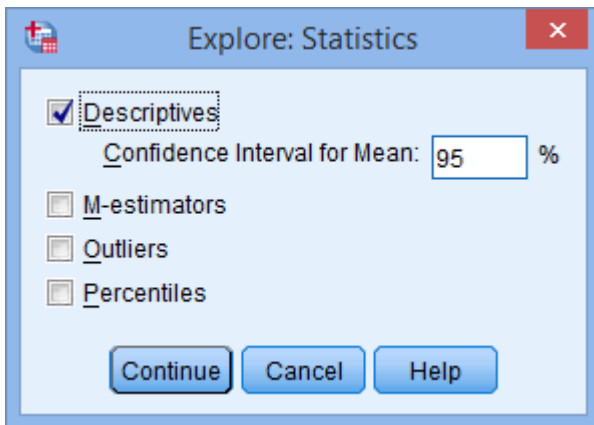 Explore: Statistics
Descriptives
Confidence Interval for Mean: 95 %
M-estimators
Outliers
Percentiles
Continue Cancel Help